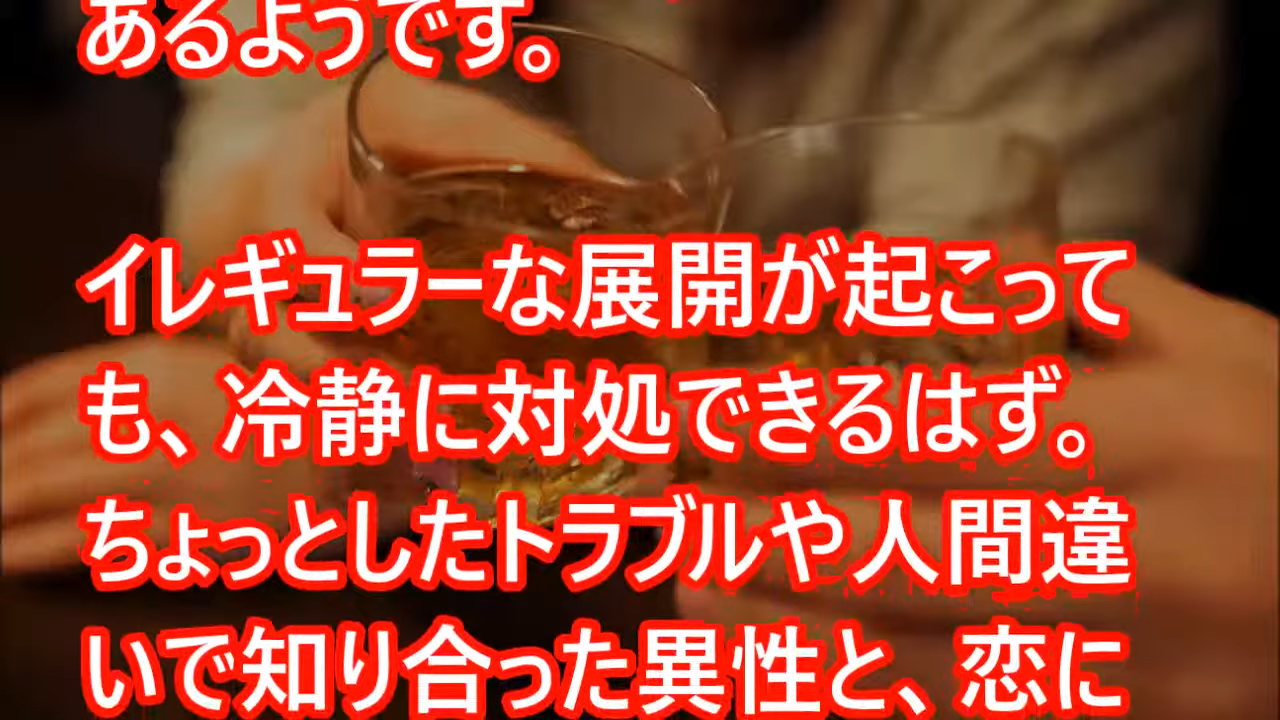 あるようです。
イレギュラーな展開が起こって
も、冷静に対処できるはず。
ちょっとしたトラブルや人間違
いで知り合った異性と、恋に